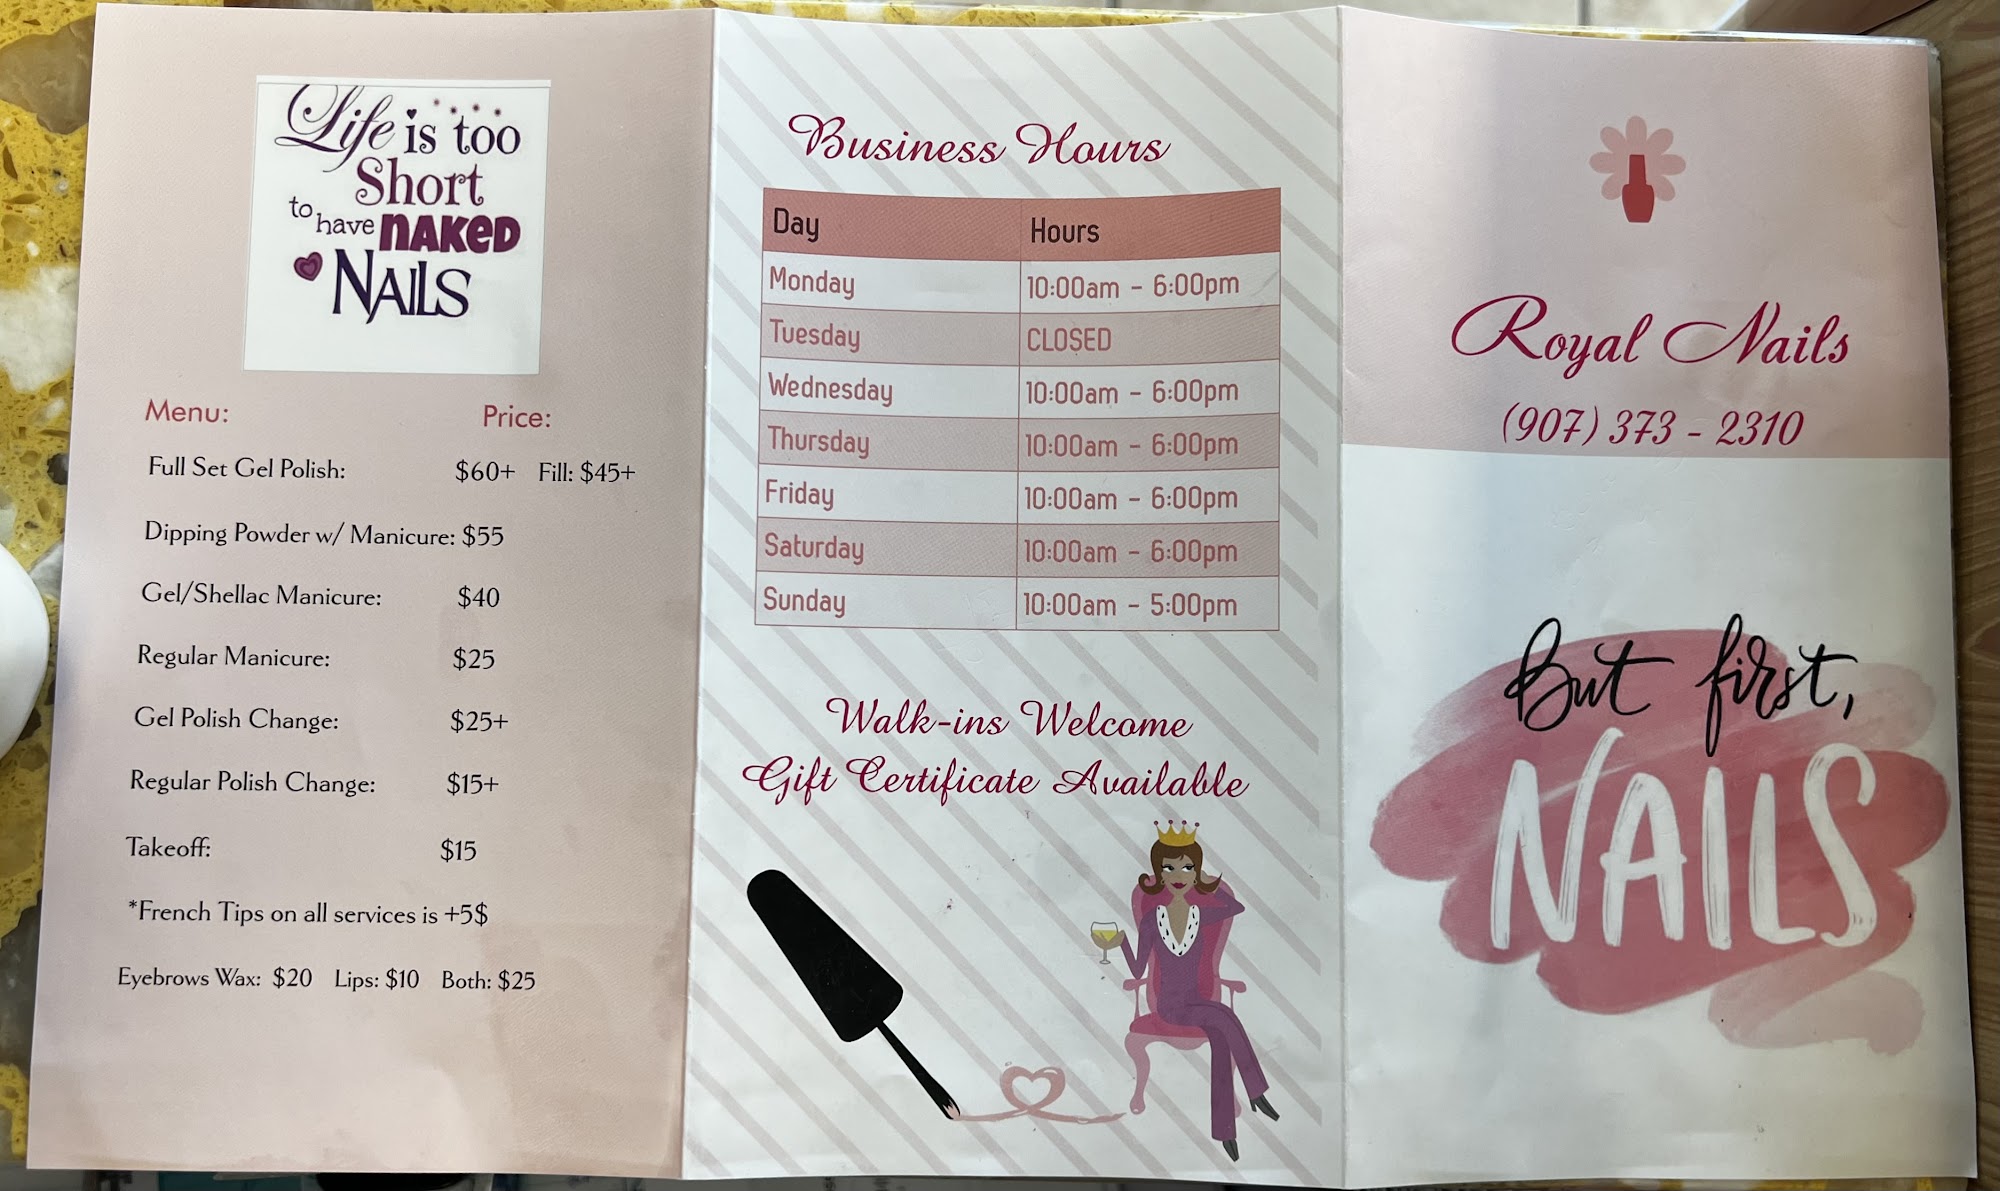 Life is too
Short
to have NAKED
NAILS
Menu: Price:
Full Set Gel Polish: $60+ Fill: $45+
Dipping Powder w/ Manicure: $55
Gel/Shellac Manicure: $40
Regular Manicure: $25
Gel Polish Change: $25+
Regular Polish Change: $15+
Takeoff: $15
*French Tips on all services is +5$
Eyebrows Wax: $20 Lips: $10 Both: $25
Business Hours
Day Hours
Monday 10:00am - 6:00pm
Tuesday CLOSED
Wednesday 10:00am - 6:00pm
Thursday 10:00am - 6:00pm
Friday 10:00am - 6:00pm
Saturday 10:00am - 6:00pm
Sunday 10:00am - 5:00pm
Walk-ins Welcome
Gift Certificate Available
Royal Nails
(907) 373 - 2310
But first,
NAILS